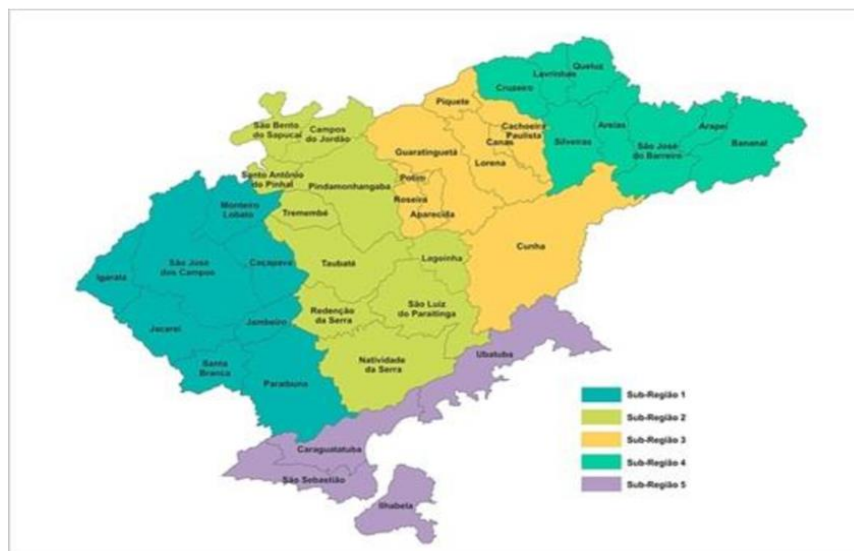 Queluz
Lavrinhas
Cruzeiro
Piquete
São Bento
do Sapucaí
Campos
do Jordão
Cachoeira
Paulista
Canas
Silveiras
Areias
São José
do Barreiro
Arapeí
Bananal
Guaratinguetá
Lorena
Santo Antônio
do Pinhal
Pindamonhangaba
Potim
Roseira
Aparecida
Monteiro
Lobato
Tremembé
Cunha
São José
dos Campos
Caçapava
Taubaté
Lagoinha
Igaratá
Redenção
da Serra
São Luiz
do Paraitinga
Jacareí
Jambeiro
Santa
Branca
Paraibuna
Natividade
da Serra
Ubatuba
Caraguatatuba
São Sebastião
Ilhabela
Sub-Região 1
Sub-Região 2
Sub-Região 3
Sub-Região 4
Sub-Região 5